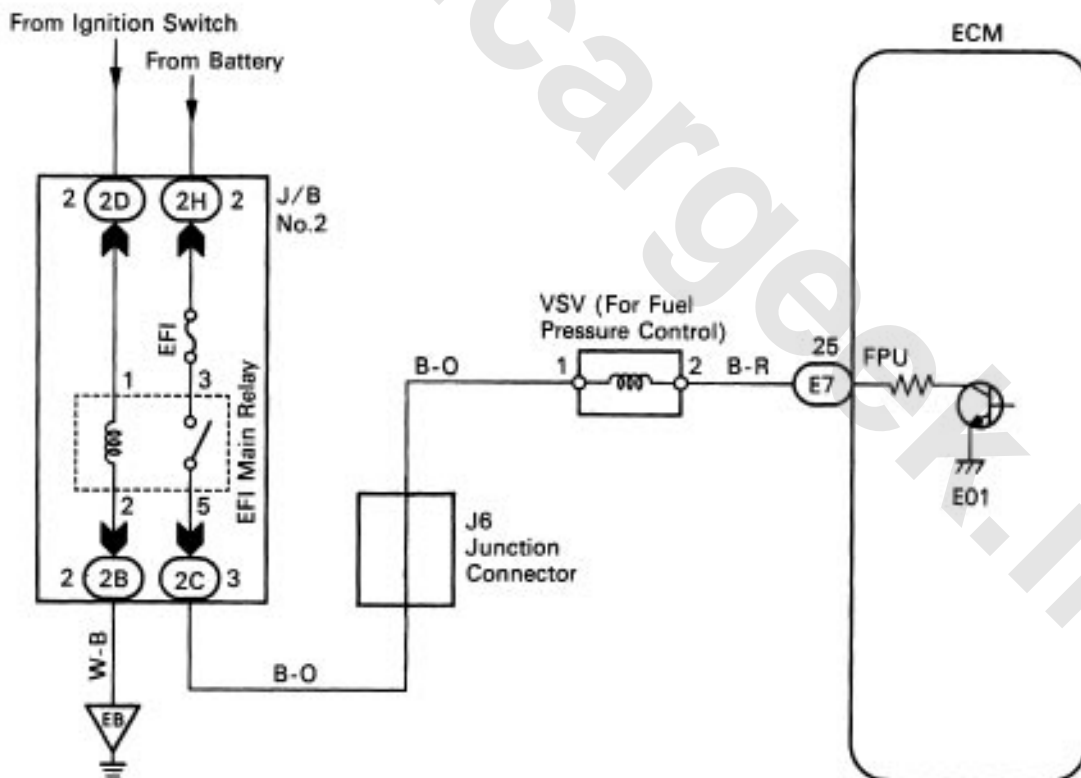 From Ignition Switch
From Battery
ECM
2 2D 2H 2
J/B
No.2
EFI
1 3
EFI Main Relay
2 5
2 2B 2C 3
W-B
EB
B-O
B-O
J6
Junction
Connector
VSV (For Fuel
Pressure Control)
1 2
B-R
25
E7
FPU
E01
cargeek.i